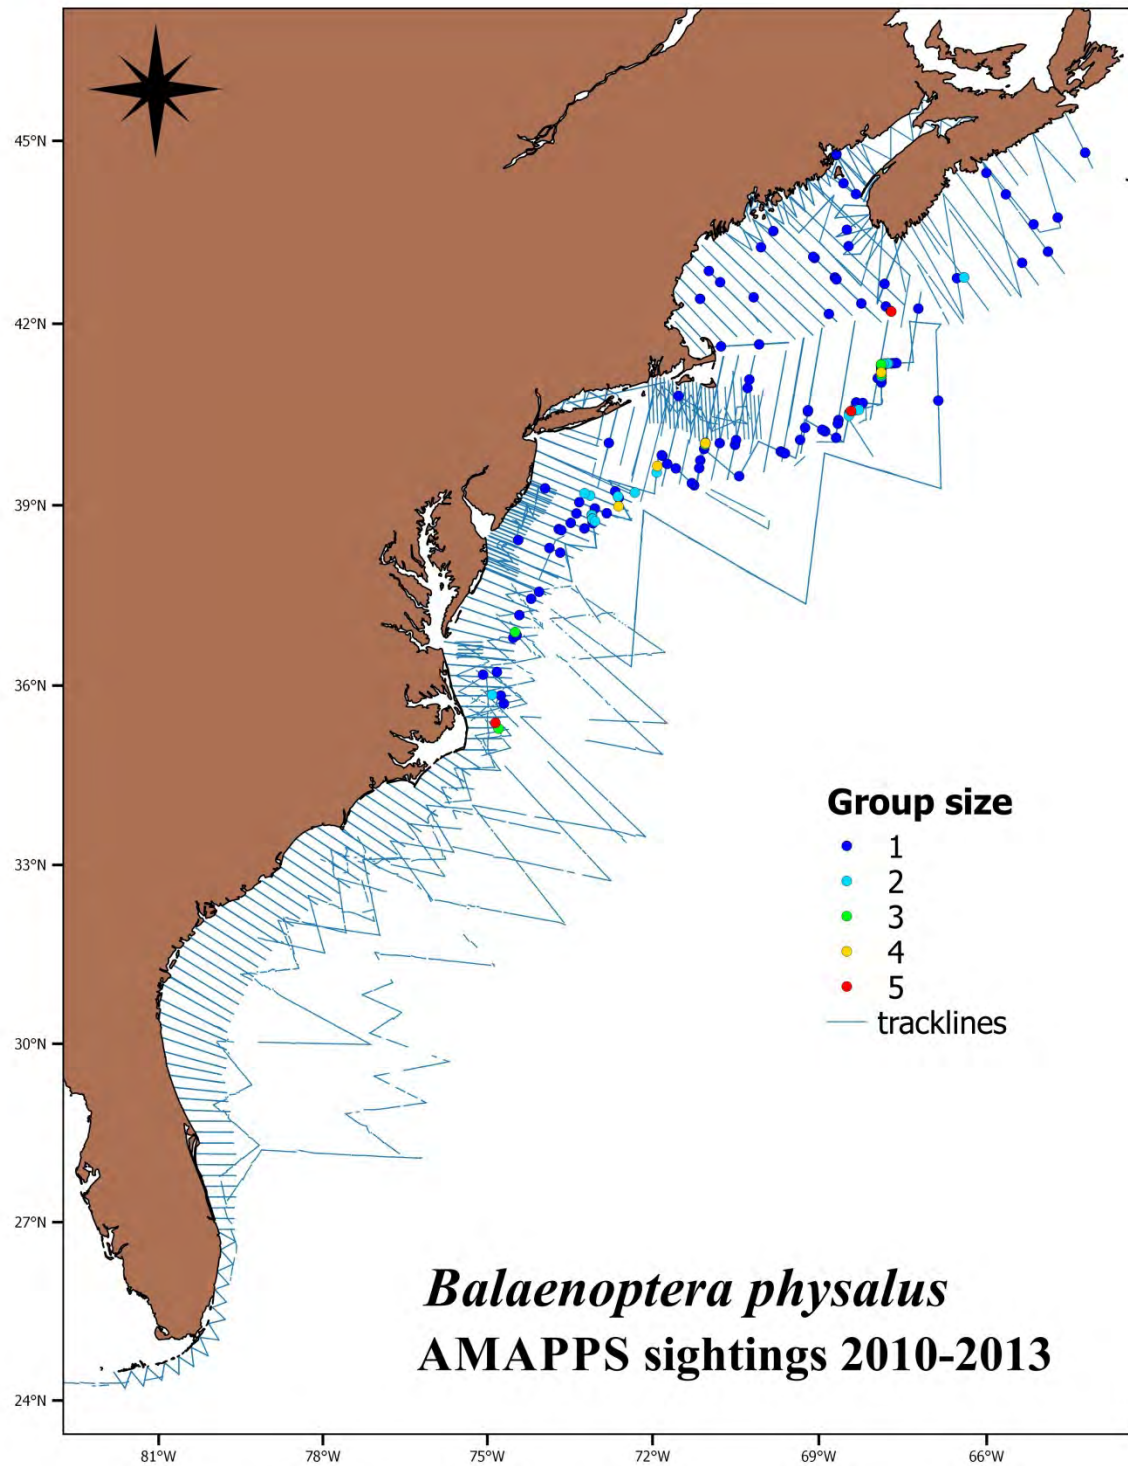 45°N
42°N
39°N
36°N
33°N
30°N
27°N
24°N
Group size
1
2
3
4
5
tracklines
Balaenoptera physalus
AMAPPS sightings 2010-2013
81°W
78°W
75°W
72°W
69°W
66°W